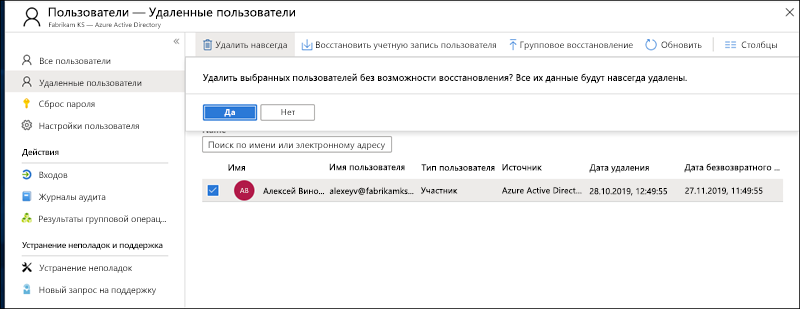 Пользователи — Удаленные пользователи
Fabrikam KS — Azure Active Directory
Все пользователи
Удаленные пользователи
Сброс пароля
Настройки пользователя
Действия
Входов
Журналы аудита
Результаты групповой операц...
Устранение неполадок и поддержка
Устранение неполадок
Новый запрос на поддержку
Удалить навсегда
Восстановить учетную запись пользователя
Групповое восстановление
Обновить
Столбцы
Удалить выбранных пользователей без возможности восстановления? Все их данные будут навсегда удалены.
Да
Нет
Name
Поиск по имени или электронному адресу
Имя
Имя пользователя
Тип пользователя
Источник
Дата удаления
Дата безвозвратного ...
АВ
Алексей Вино...
alexeyv@fabrikamks...
Участник
Azure Active Direct...
28.10.2019, 12:49:55
27.11.2019, 11:49:55